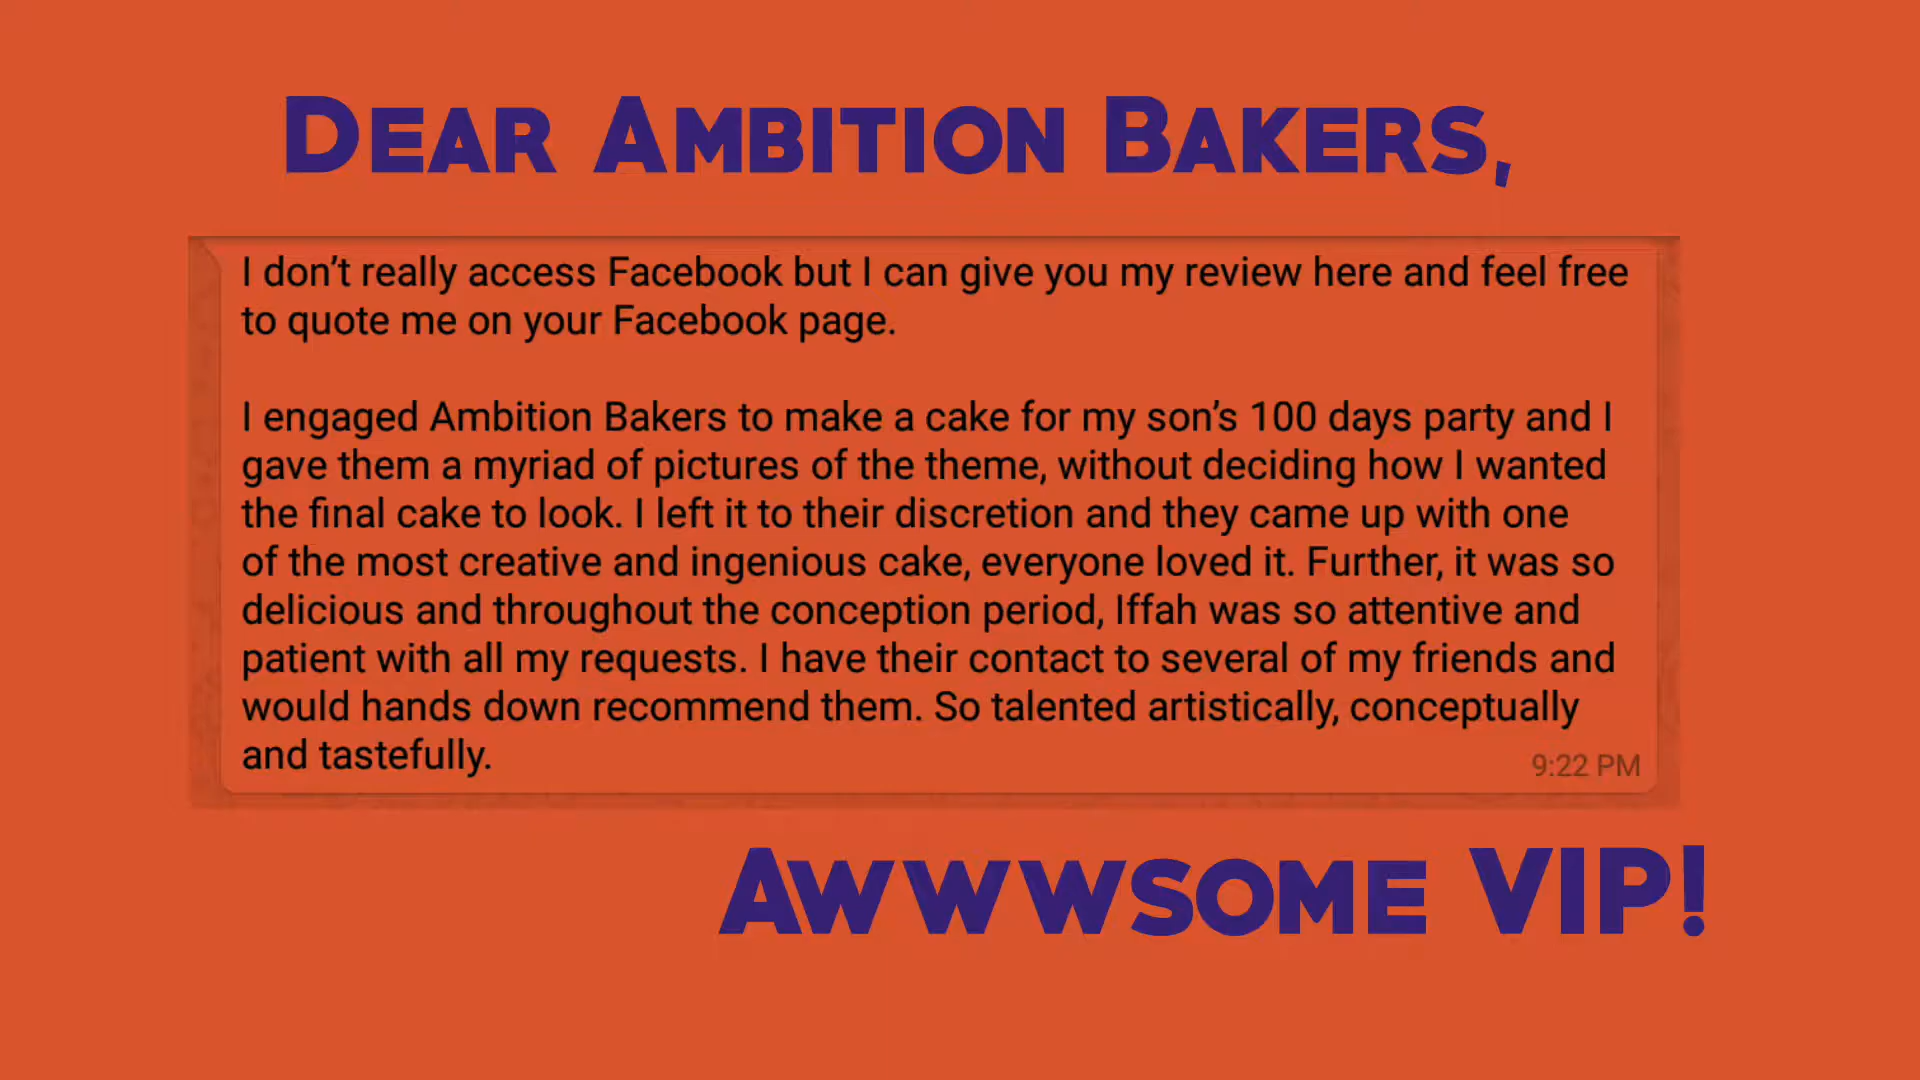 Dear Ambition Bakers,
I don't really access Facebook but I can give you my review here and feel free
to quote me on your Facebook page.
I engaged Ambition Bakers to make a cake for my son's 100 days party and I
gave them a myriad of pictures of the theme, without deciding how I wanted
the final cake to look. I left it to their discretion and they came up with one
of the most creative and ingenious cake, everyone loved it. Further, it was so
delicious and throughout the conception period, Iffah was so attentive and
patient with all my requests. I have their contact to several of my friends and
would hands down recommend them. So talented artistically, conceptually
and tastefully.
9:22 PM
Awwwsome VIP!